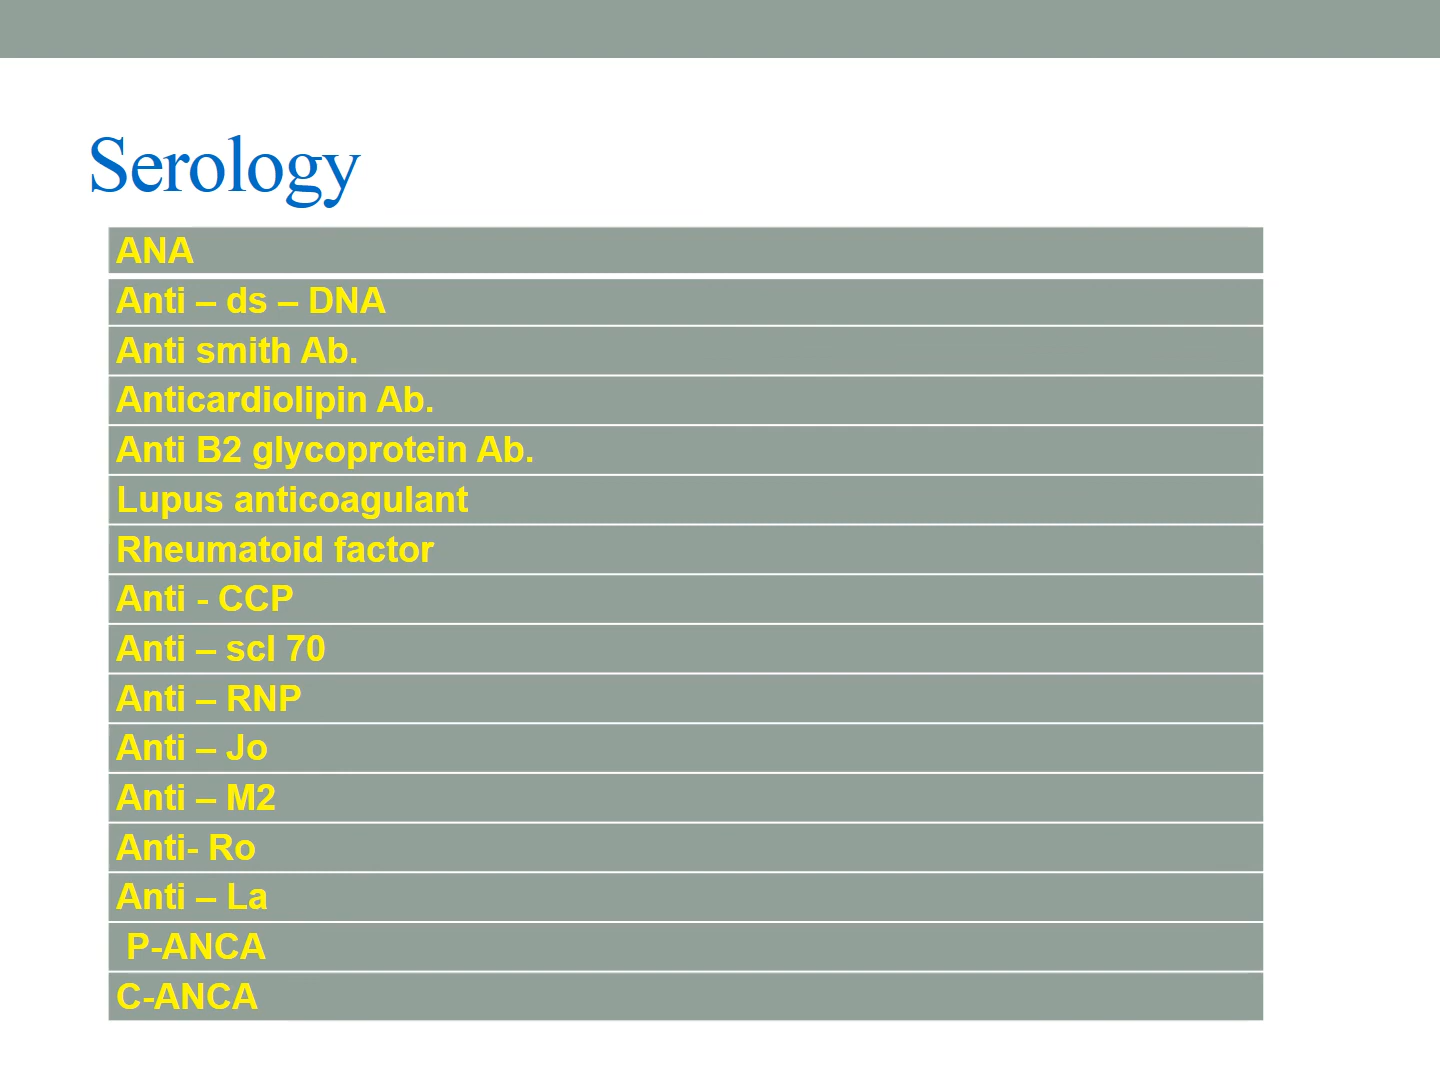 Serology
ANA
Anti – ds – DNA
Anti smith Ab.
Anticardiolipin Ab.
Anti B2 glycoprotein Ab.
Lupus anticoagulant
Rheumatoid factor
Anti - CCP
Anti – scl 70
Anti – RNP
Anti – Jo
Anti – M2
Anti- Ro
Anti – La
P-ANCA
C-ANCA